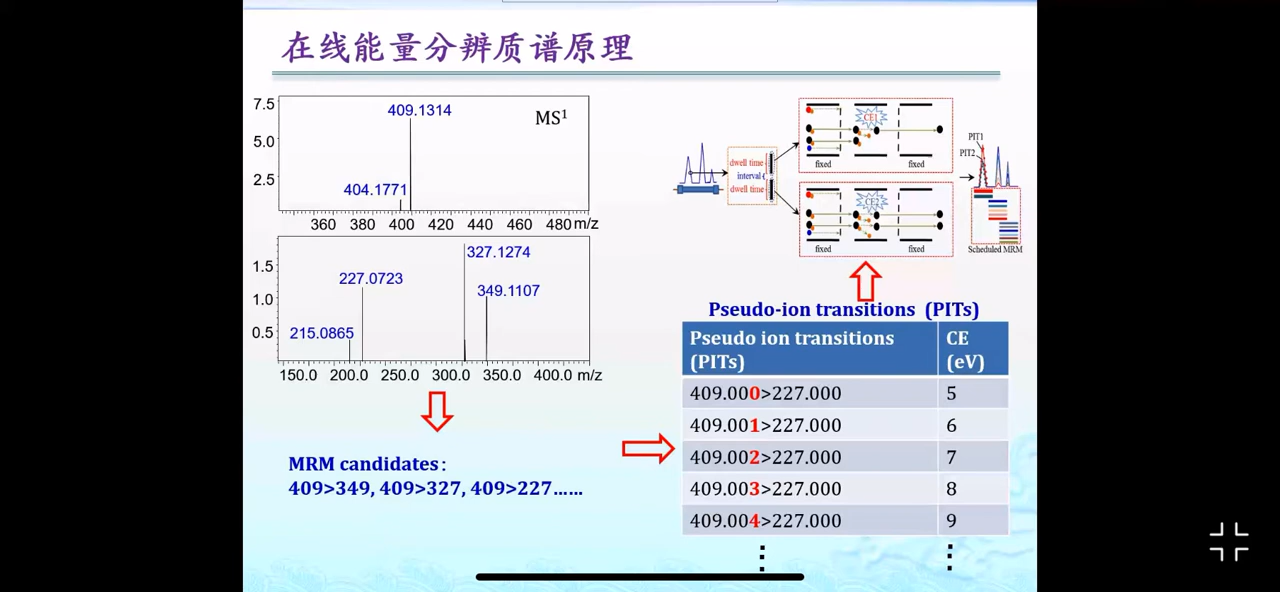 在线能量分辨质谱原理
7.5
5.0
2.5
409.1314
404.1771
MS¹
360 380 400 420 440 460 480 m/z
1.5
1.0
0.5
327.1274
227.0723
349.1107
215.0865
150.0 200.0 250.0 300.0 350.0 400.0 m/z
MRM candidates:
409>349, 409>327, 409>227……
dwell time
interval
dwell time
CE1
fixed fixed
CE2
fixed fixed
PIT1
PIT2
Scheduled MRM
Pseudo-ion transitions (PITs)
Pseudo ion transitions (PITs)
CE (eV)
409.000>227.000 5
409.001>227.000 6
409.002>227.000 7
409.003>227.000 8
409.004>227.000 9